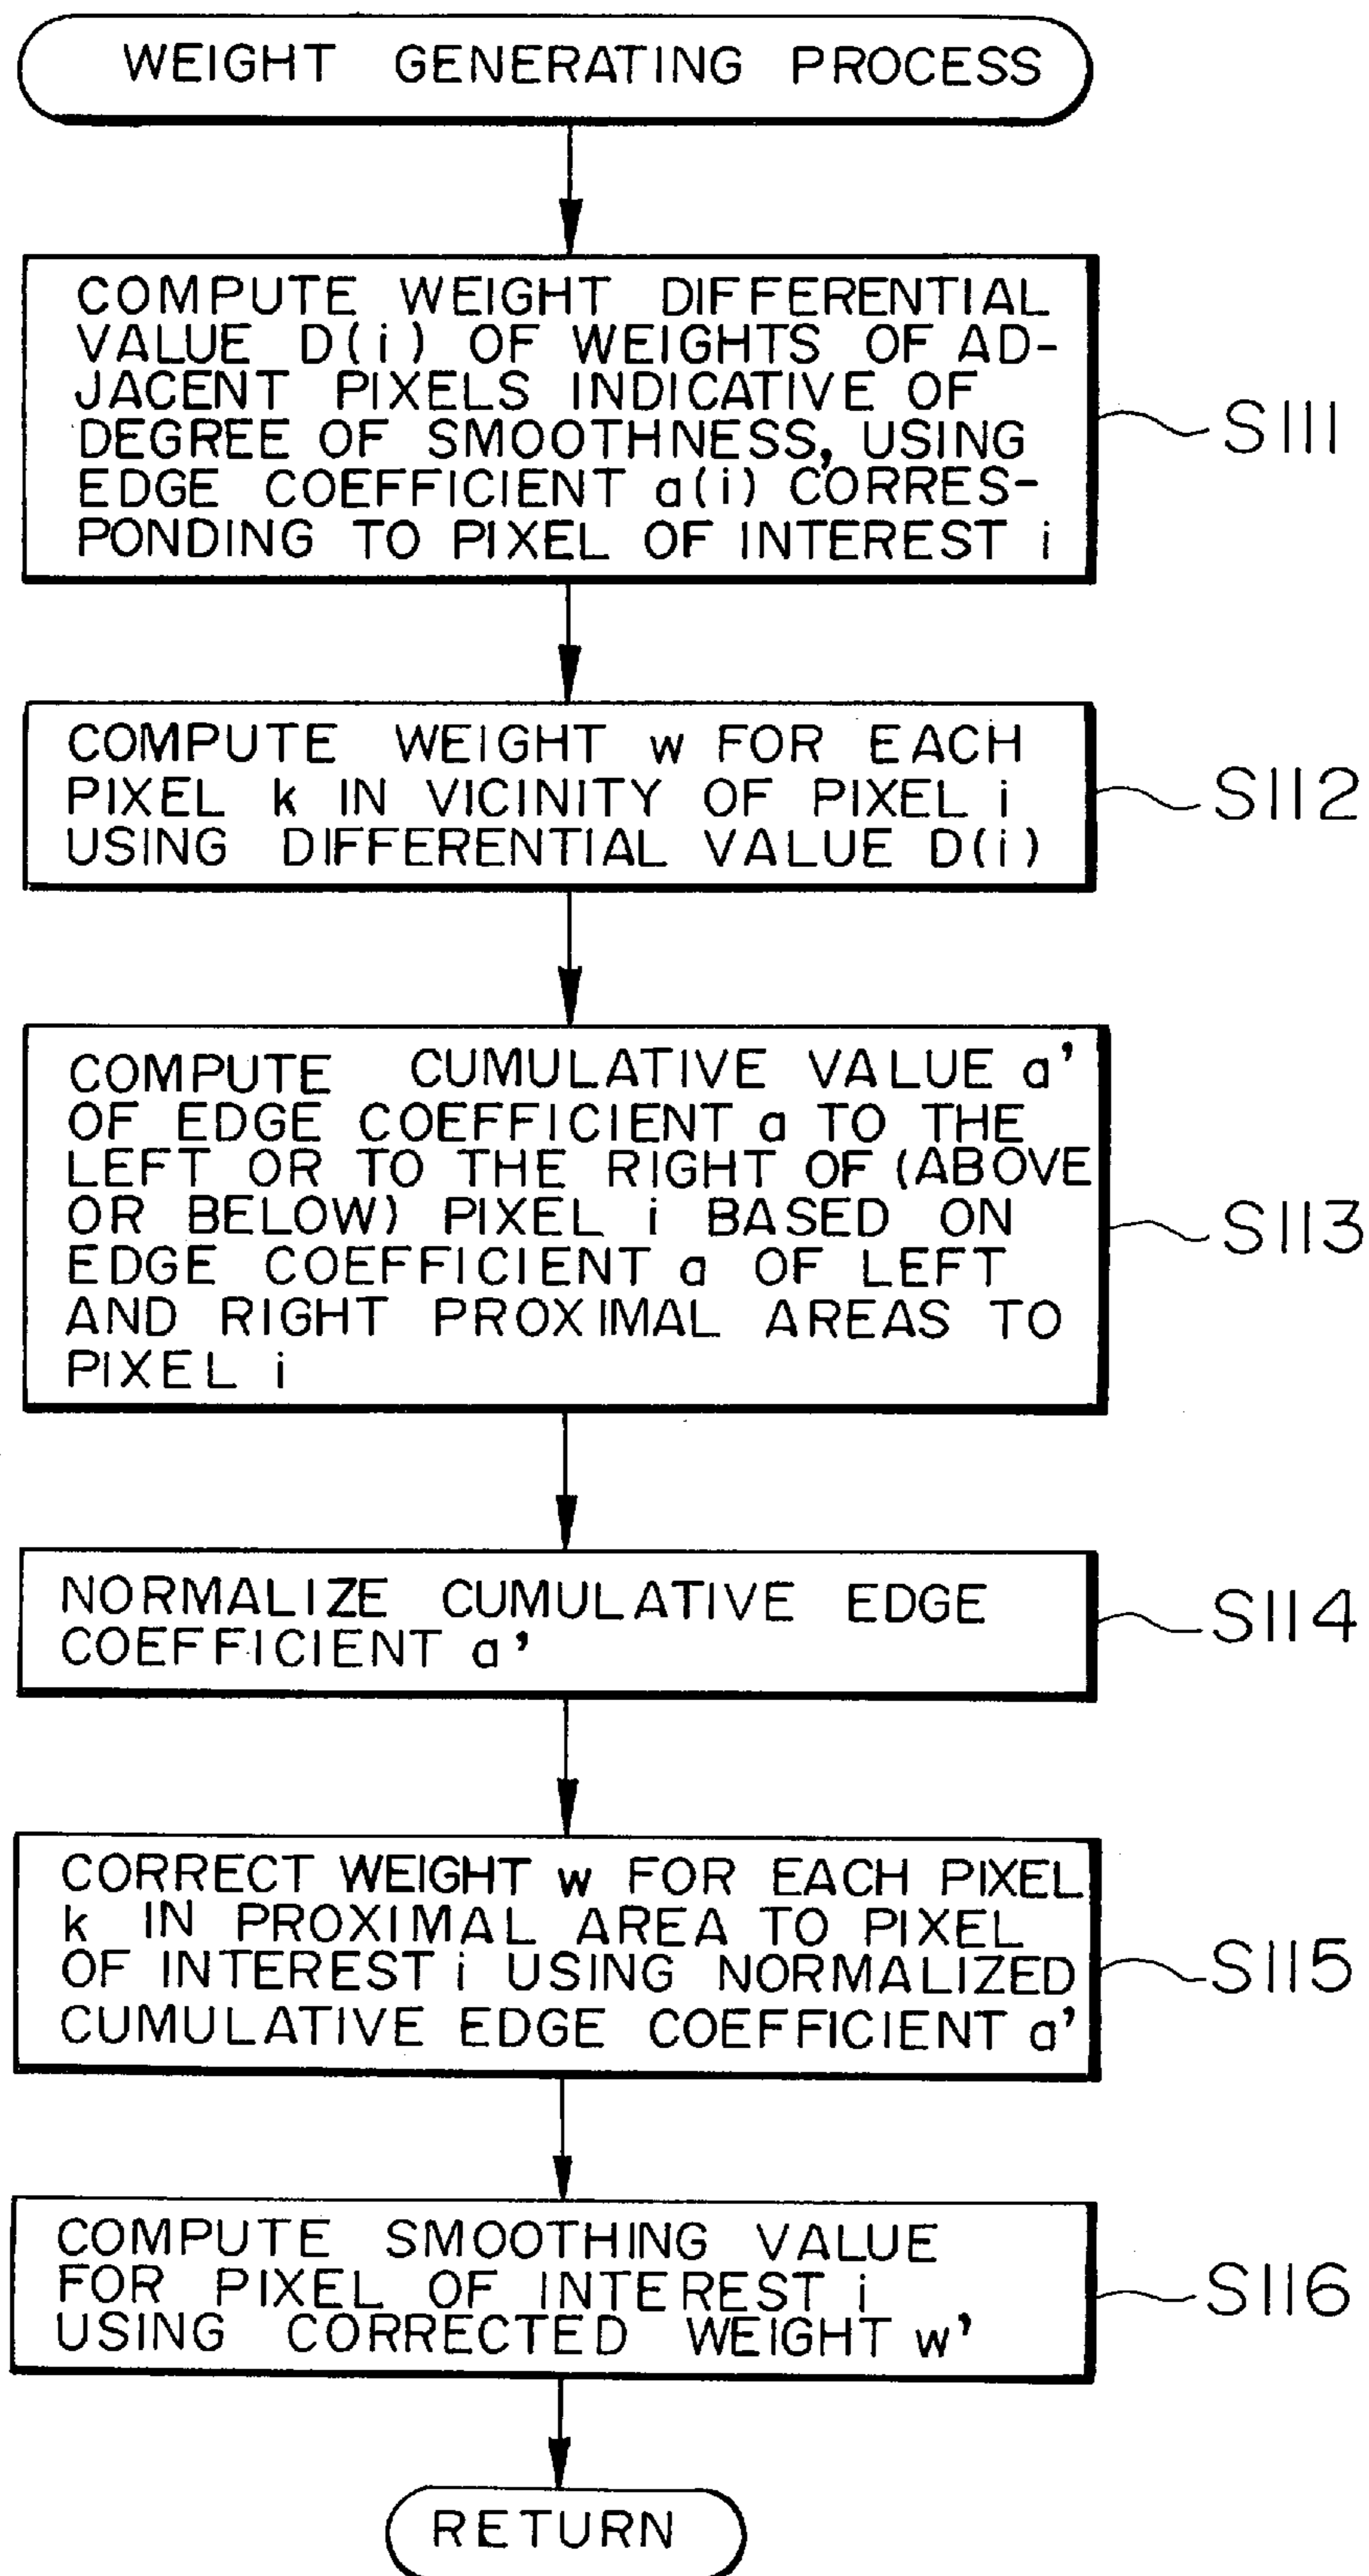 WEIGHT GENERATING PROCESS
COMPUTE WEIGHT DIFFERENTIAL
VALUE D(i) OF WEIGHTS OF AD-
JACENT PIXELS INDICATIVE OF
DEGREE OF SMOOTHNESS, USING
EDGE COEFFICIENT a(i) CORRES-
PONDING TO PIXEL OF INTEREST i
S111
COMPUTE WEIGHT w FOR EACH
PIXEL k IN VICINITY OF PIXEL i
USING DIFFERENTIAL VALUE D(i)
S112
COMPUTE CUMULATIVE VALUE a'
OF EDGE COEFFICIENT a TO THE
LEFT OR TO THE RIGHT OF (ABOVE
OR BELOW) PIXEL i BASED ON
EDGE COEFFICIENT a OF LEFT
AND RIGHT PROXIMAL AREAS TO
PIXEL i
S113
NORMALIZE CUMULATIVE EDGE
COEFFICIENT a'
S114
CORRECT WEIGHT w FOR EACH PIXEL
k IN PROXIMAL AREA TO PIXEL
OF INTEREST i USING NORMALIZED
CUMULATIVE EDGE COEFFICIENT a'
S115
COMPUTE SMOOTHING VALUE
FOR PIXEL OF INTEREST i
USING CORRECTED WEIGHT w'
S116
RETURN